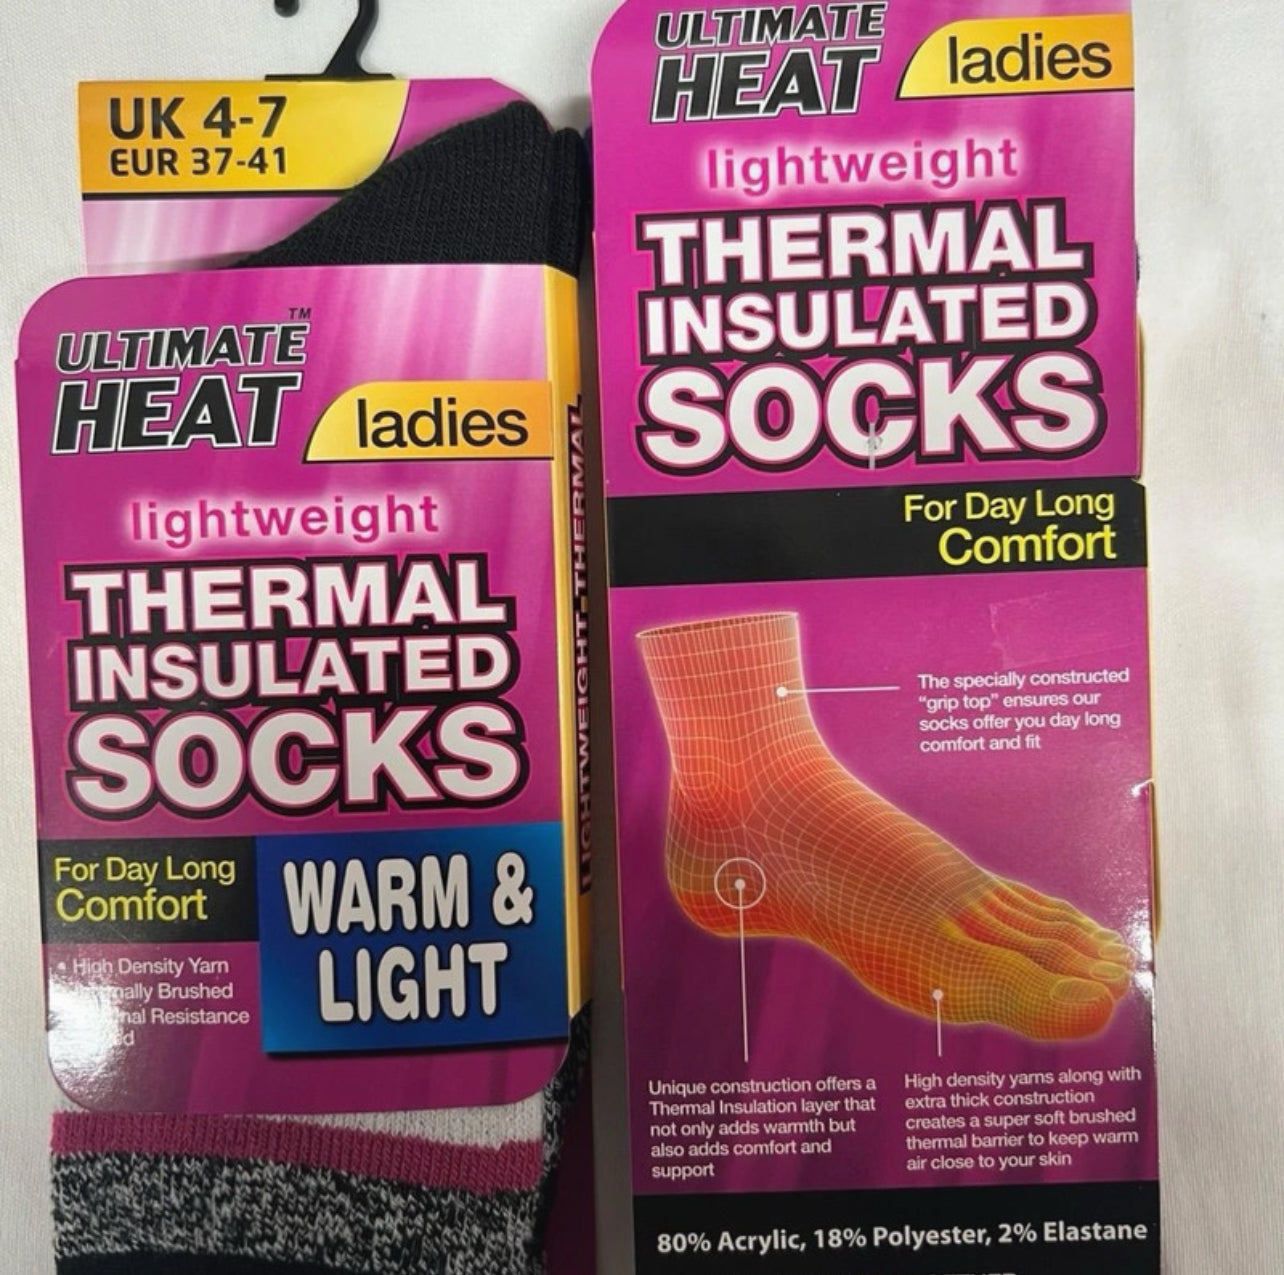 UK 4-7
EUR 37-41
ULTIMATE™
HEAT
ladies
lightweight
THERMAL
INSULATED
SOCKS
For Day Long
Comfort
WARM &
LIGHT
• High Density Yarn
Brushed
Resistance
LIGHTWEIGHT-THERMAL
ULTIMATE
HEAT
ladies
lightweight
THERMAL
INSULATED
SOCKS
For Day Long
Comfort
The specially constructed
“grip top” ensures our
socks offer you day long
comfort and fit
Unique construction offers a
Thermal Insulation layer that
not only adds warmth but
also adds comfort and
support
High density yarns along with
extra thick construction
creates a super soft brushed
thermal barrier to keep warm
air close to your skin
80% Acrylic, 18% Polyester, 2% Elastane